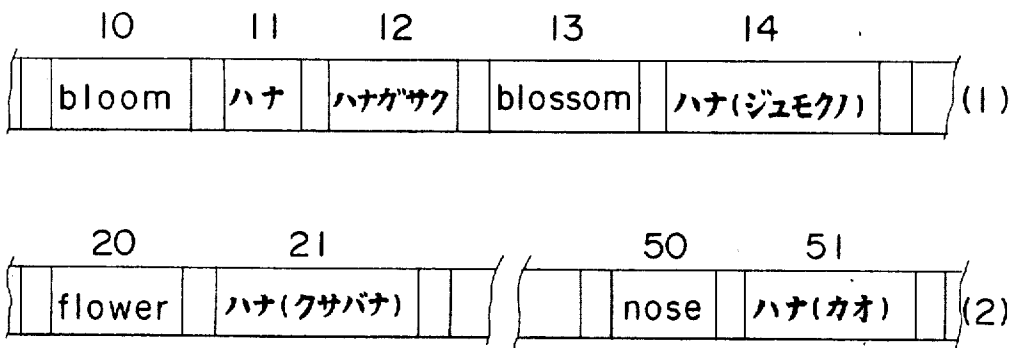 10 11 12 13 14
bloom ハナ ハナガサク blossom ハナ(ジュモクノ) (1)
20 21 50 51
flower ハナ(クサバナ) nose ハナ(カオ) (2)